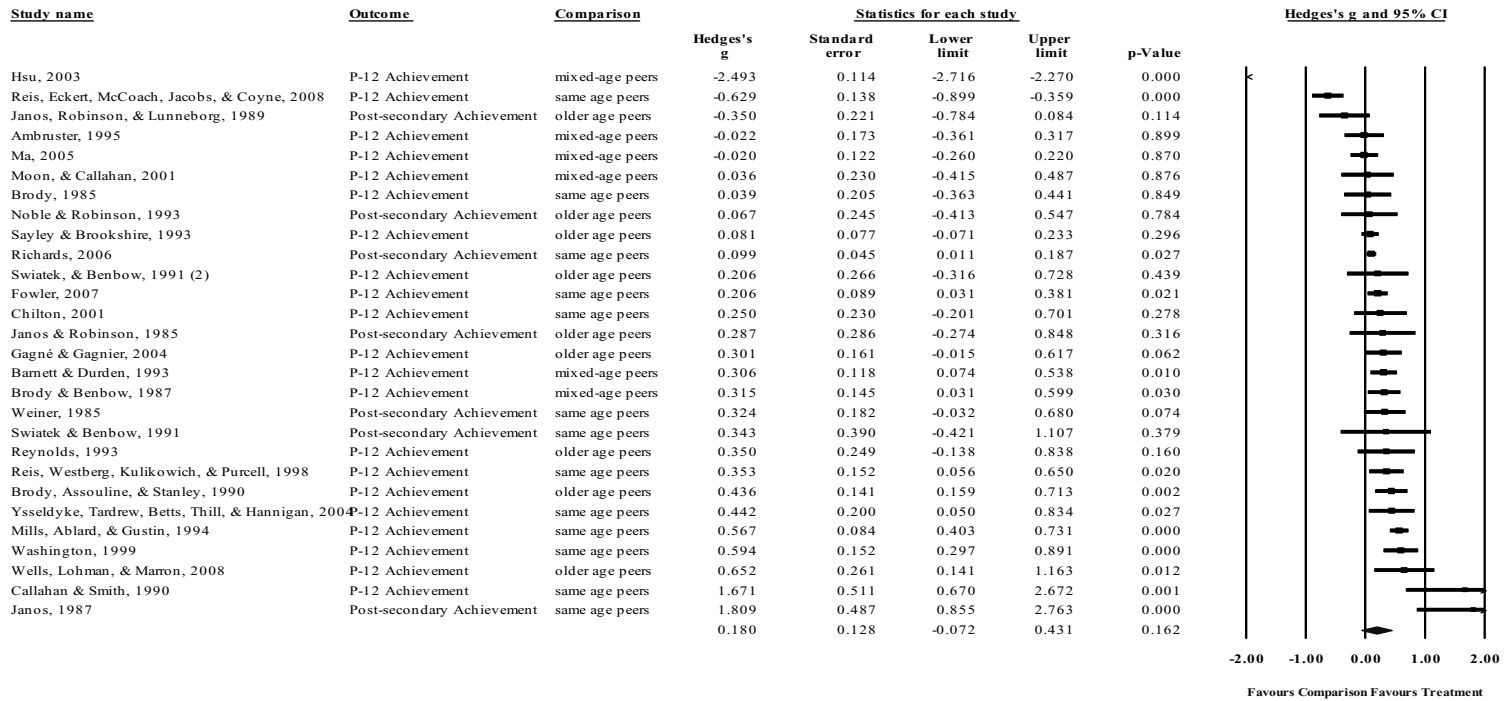 Study name Outcome Comparison Statistics for each study Hedges's g and 95% CI
Hedges's g Standard error Lower limit Upper limit p-Value
Hsu, 2003 P-12 Achievement mixed-age peers -2.493 0.114 -2.716 -2.270 0.000
Reis, Eckert, McCoach, Jacobs, & Coyne, 2008 P-12 Achievement same age peers -0.629 0.138 -0.899 -0.359 0.000
Janos, Robinson, & Lunneborg, 1989 Post-secondary Achievement older age peers -0.350 0.221 -0.784 0.084 0.114
Ambruster, 1995 P-12 Achievement mixed-age peers -0.022 0.173 -0.361 0.317 0.899
Ma, 2005 P-12 Achievement mixed-age peers -0.020 0.122 -0.260 0.220 0.870
Moon, & Callahan, 2001 P-12 Achievement mixed-age peers 0.036 0.230 -0.415 0.487 0.876
Brody, 1985 P-12 Achievement same age peers 0.039 0.205 -0.363 0.441 0.849
Noble & Robinson, 1993 Post-secondary Achievement older age peers 0.067 0.245 -0.413 0.547 0.784
Sayley & Brookshire, 1993 P-12 Achievement older age peers 0.081 0.077 -0.071 0.233 0.296
Richards, 2006 Post-secondary Achievement same age peers 0.099 0.045 0.011 0.187 0.027
Swiatek, & Benbow, 1991 (2) P-12 Achievement older age peers 0.206 0.266 -0.316 0.728 0.439
Fowler, 2007 P-12 Achievement same age peers 0.206 0.089 0.031 0.381 0.021
Chilton, 2001 P-12 Achievement same age peers 0.250 0.230 -0.201 0.701 0.278
Janos & Robinson, 1985 Post-secondary Achievement older age peers 0.287 0.286 -0.274 0.848 0.316
Gagné & Gagnier, 2004 P-12 Achievement older age peers 0.301 0.161 -0.015 0.617 0.062
Barnett & Durden, 1993 P-12 Achievement mixed-age peers 0.306 0.118 0.074 0.538 0.010
Brody & Benbow, 1987 P-12 Achievement mixed-age peers 0.315 0.145 0.031 0.599 0.030
Weiner, 1985 Post-secondary Achievement same age peers 0.324 0.182 -0.032 0.680 0.074
Swiatek & Benbow, 1991 Post-secondary Achievement same age peers 0.343 0.390 -0.421 1.107 0.379
Reynolds, 1993 P-12 Achievement older age peers 0.350 0.249 -0.138 0.838 0.160
Reis, Westberg, Kulikowich, & Purcell, 1998 P-12 Achievement same age peers 0.353 0.152 0.056 0.650 0.020
Brody, Assouline, & Stanley, 1990 P-12 Achievement older age peers 0.436 0.141 0.159 0.713 0.002
Ysseldyke, Tardrew, Betts, Thill, & Hannigan, 2004 P-12 Achievement same age peers 0.442 0.200 0.050 0.834 0.027
Mills, Ablard, & Gustin, 1994 P-12 Achievement same age peers 0.567 0.084 0.403 0.731 0.000
Washington, 1999 P-12 Achievement same age peers 0.594 0.152 0.297 0.891 0.000
Wells, Lohman, & Marron, 2008 P-12 Achievement older age peers 0.652 0.261 0.141 1.163 0.012
Callahan & Smith, 1990 P-12 Achievement same age peers 1.671 0.511 0.670 2.672 0.001
Janos, 1987 Post-secondary Achievement same age peers 1.809 0.487 0.855 2.763 0.000
0.180 0.128 -0.072 0.431 0.162
-2.00 -1.00 0.00 1.00 2.00
Favours Comparison Favours Treatment